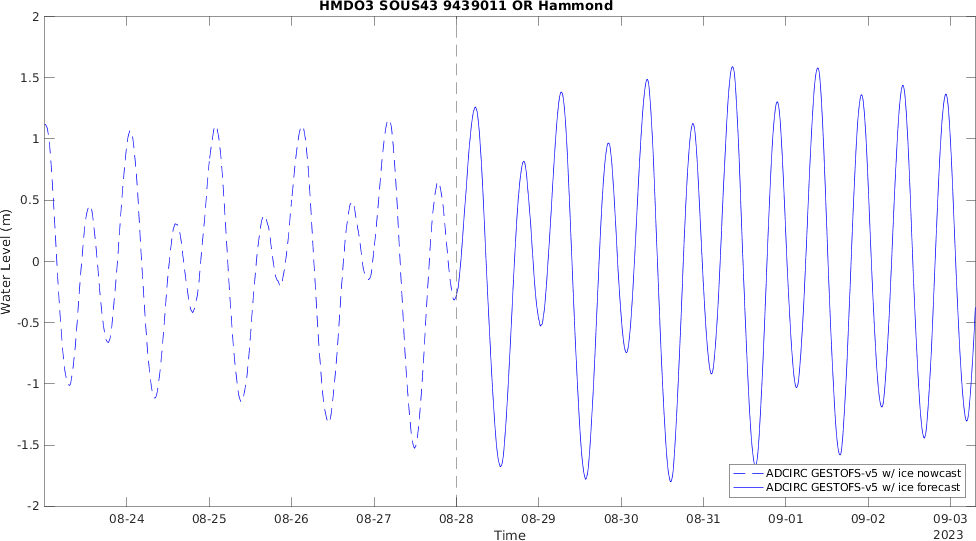 HMDO3 SOUS43 9439011 OR Hammond
2
1.5
1
0.5
0
-0.5
-1
-1.5
-2
Water Level (m)
08-24 08-25 08-26 08-27 08-28 08-29 08-30 08-31 09-01 09-02 09-03
2023
Time
ADCIRC GESTOFS-v5 w/ ice nowcast
ADCIRC GESTOFS-v5 w/ ice forecast